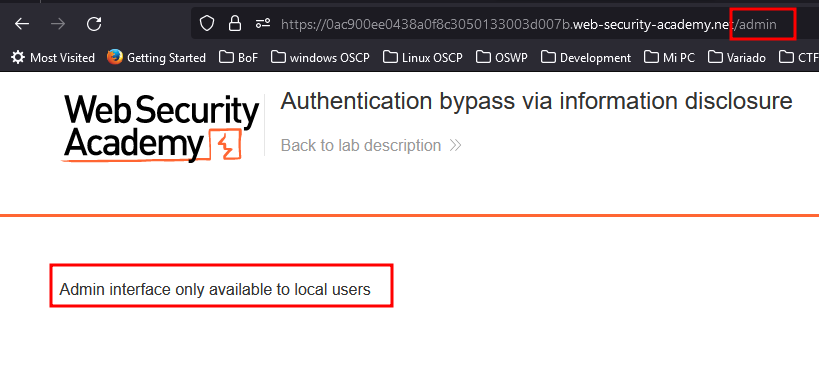 https://0ac900ee0438a0f8c3050133003d007b.web-security-academy.net/admin
Most Visited Getting Started BoF windows OSCP Linux OSCP OSWP Development Mi PC Variado CTF
Web Security
Academy
Authentication bypass via information disclosure
Back to lab description
Admin interface only available to local users